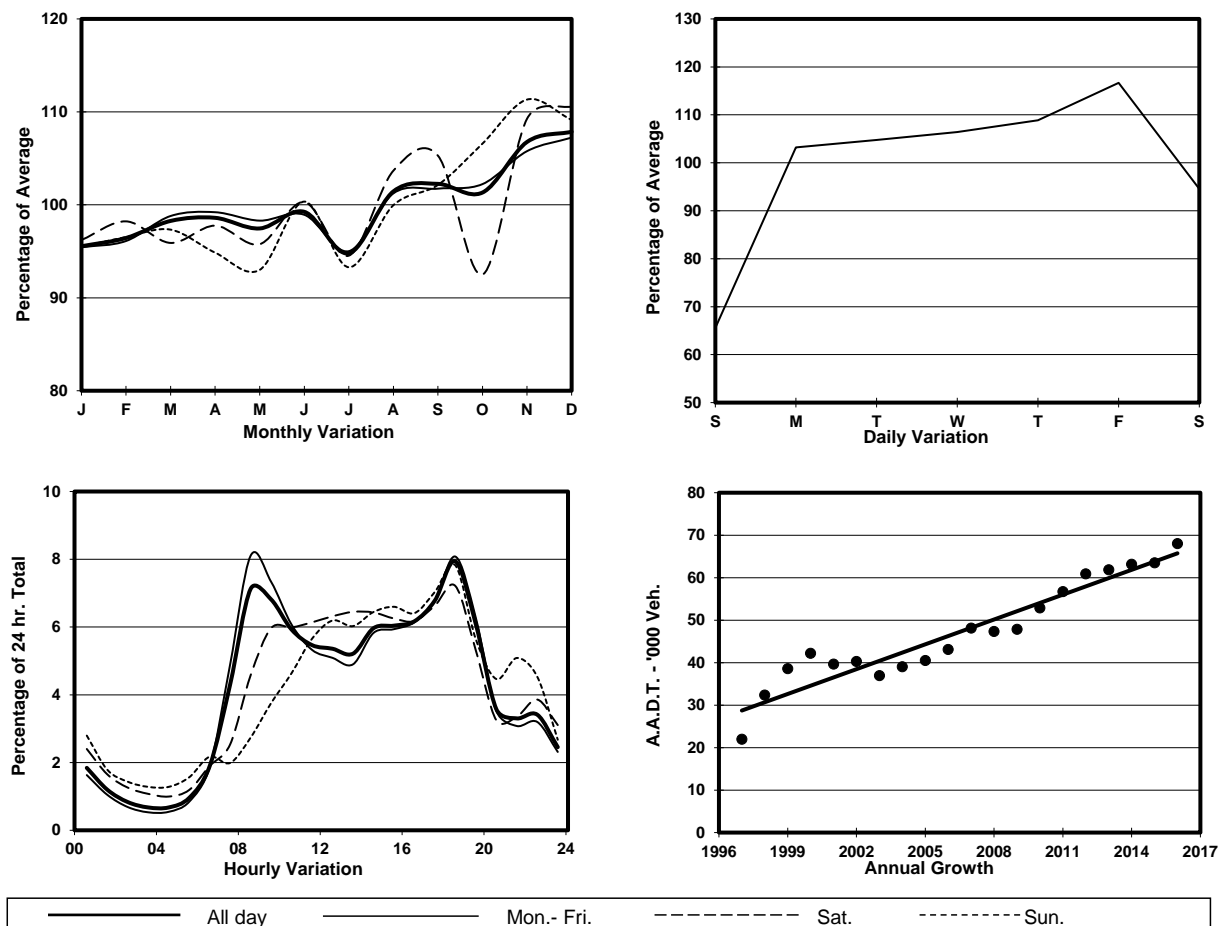 120
110
100
90
80
Percentage of Average
J F M A M J J A S O N D
Monthly Variation
130
120
110
100
90
80
70
60
50
Percentage of Average
S M T W T F S
Daily Variation
10
8
6
4
2
0
Percentage of 24 hr. Total
00 04 08 12 16 20 24
Hourly Variation
80
70
60
50
40
30
20
10
0
A.A.D.T. - '000 Veh.
1996 1999 2002 2005 2008 2011 2014 2017
Annual Growth
All day Mon.- Fri. Sat. Sun.